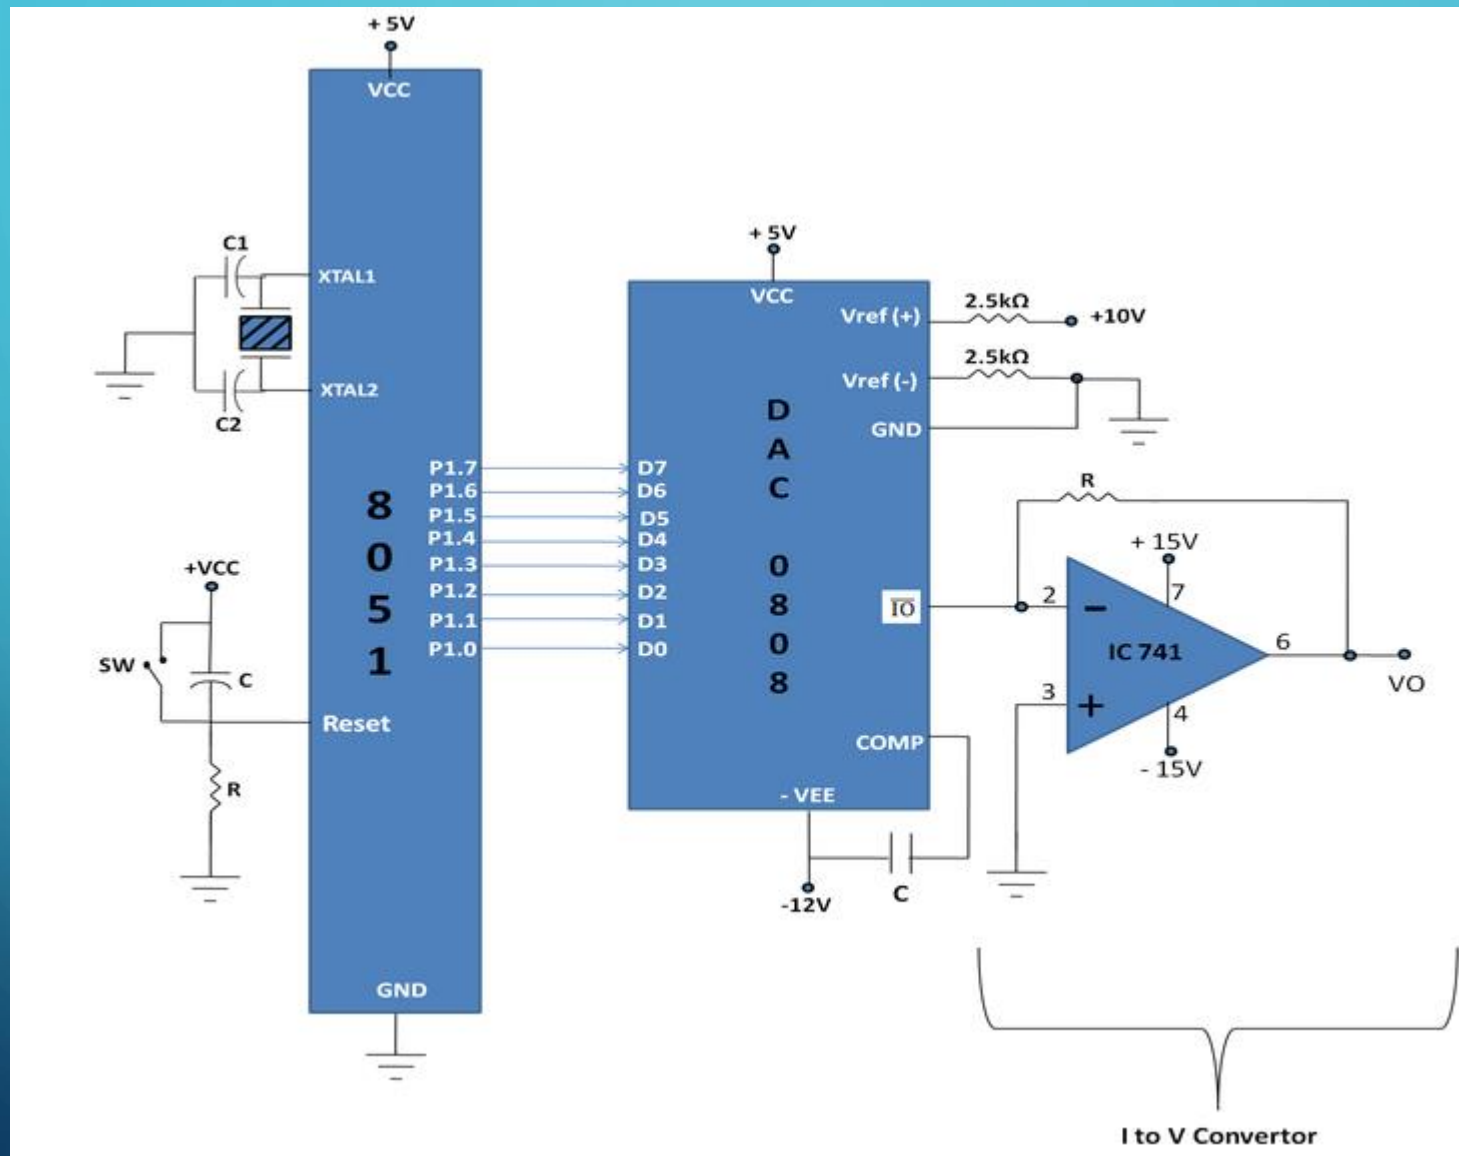 + 5V
VCC
C1
XTAL1
XTAL2
C2
P1.7
P1.6
P1.5
P1.4
P1.3
P1.2
P1.1
P1.0
8
0
5
1
+VCC
SW
C
Reset
R
GND
+ 5V
VCC
Vref (+)
2.5kΩ
+10V
Vref (-)
2.5kΩ
GND
D
A
C
0
8
0
8
D7
D6
D5
D4
D3
D2
D1
D0
IO
COMP
- VEE
-12V
C
R
+ 15V
7
2
-
IC 741
6
VO
3
+
4
- 15V
I to V Convertor